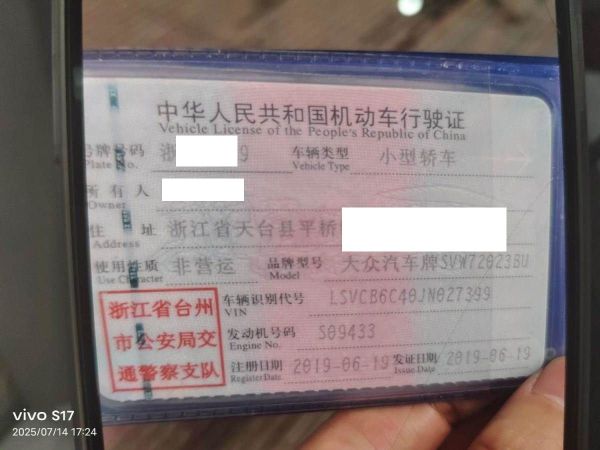 中华人民共和国机动车行驶证
Vehicle License of the People's Republic of China
号牌号码 浙 9 车辆类型 小型轿车
Plate No. Vehicle Type
所有人
Owner
住址 浙江省天台县平桥
Address
使用性质 非营运 品牌型号 大众汽车牌SVW72023BU
Use Character Model
浙江省台州
市公安局交
通警察支队
车辆识别代号 LSVCB6C40JN027399
VIN
发动机号码 S09433
Engine No.
注册日期 2019-06-19 发证日期 2019-06-19
Register Date Issue Date
vivo S17
2025/07/14 17:24